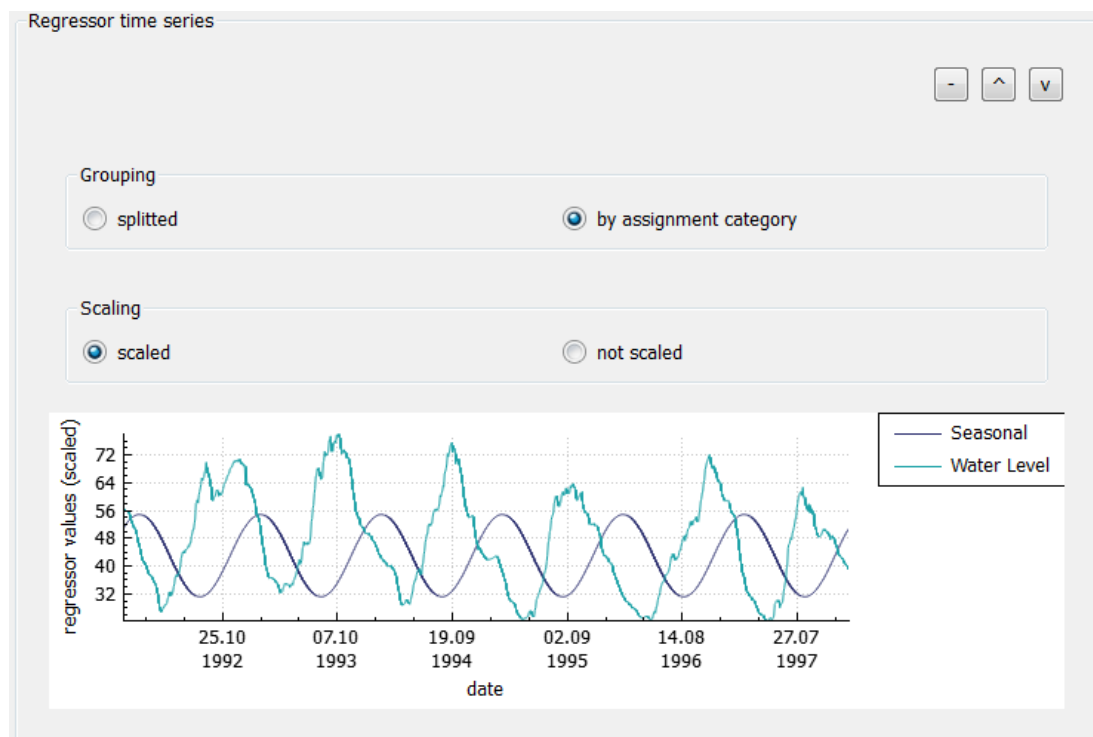 Regressor time series
- ^ v
Grouping
splitted by assignment category
Scaling
scaled not scaled
regressor values (scaled)
72
64
56
48
40
32
25.10 07.10 19.09 02.09 14.08 27.07
1992 1993 1994 1995 1996 1997
date
Seasonal
Water Level